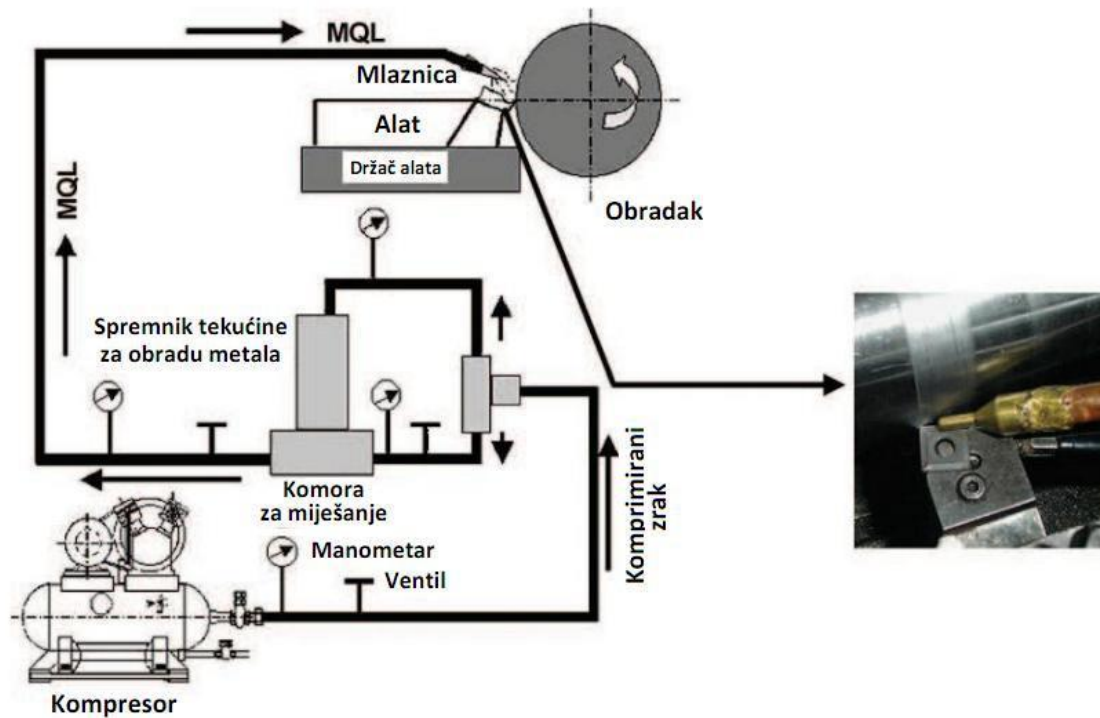 MQL
Mlaznica
Alat
Držač alata
Obradak
MQL
Spremnik tekućine
za obradu metala
Komora
za miješanje
Komprimirani
zrak
Manometar
Ventil
Kompresor